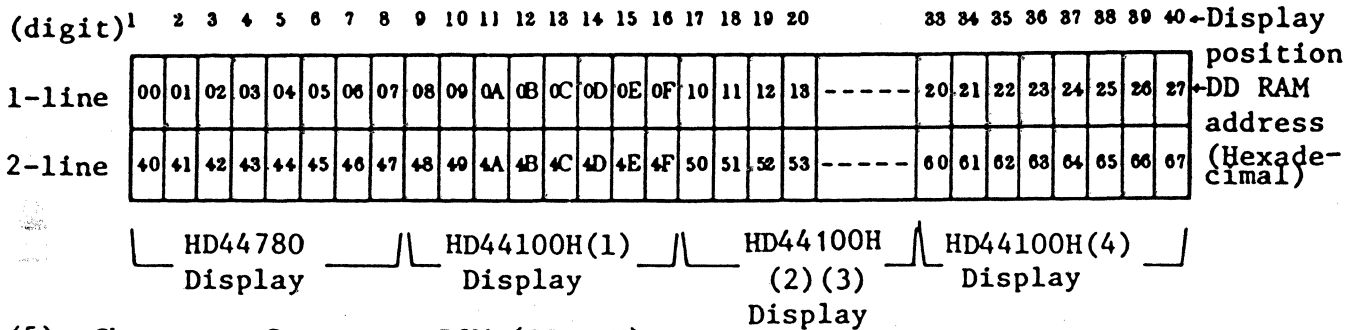 (digit) 1 2 3 4 5 6 7 8 9 10 11 12 13 14 15 16 17 18 19 20 33 34 35 36 37 38 39 40 ←Display position
1-line 00 01 02 03 04 05 06 07 08 09 0A 0B 0C 0D 0E 0F 10 11 12 13 ----- 20 21 22 23 24 25 26 27 ←DD RAM address
2-line 40 41 42 43 44 45 46 47 48 49 4A 4B 4C 4D 4E 4F 50 51 52 53 ----- 60 61 62 63 64 65 66 67 (Hexade-
cimal)
HD44780 Display
HD44100H(1) Display
HD44100H (2)(3) Display
HD44100H(4) Display
(5)